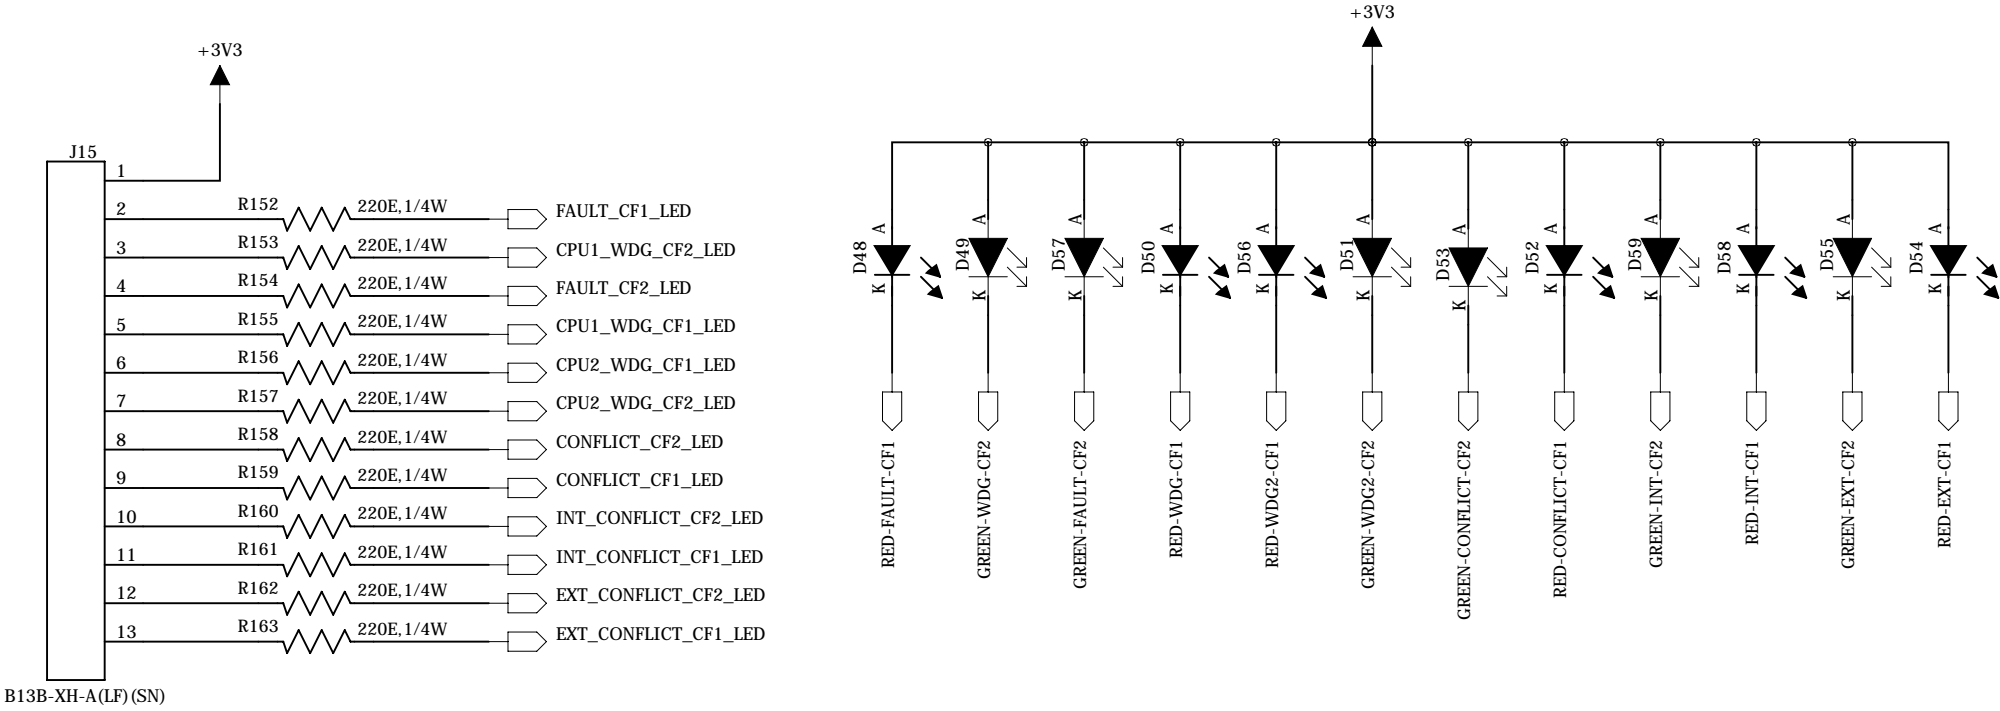 +3V3
J15
1
2 R152 220E,1/4W FAULT_CF1_LED
3 R153 220E,1/4W CPU1_WDG_CF2_LED
4 R154 220E,1/4W FAULT_CF2_LED
5 R155 220E,1/4W CPU1_WDG_CF1_LED
6 R156 220E,1/4W CPU2_WDG_CF1_LED
7 R157 220E,1/4W CPU2_WDG_CF2_LED
8 R158 220E,1/4W CONFLICT_CF2_LED
9 R159 220E,1/4W CONFLICT_CF1_LED
10 R160 220E,1/4W INT_CONFLICT_CF2_LED
11 R161 220E,1/4W INT_CONFLICT_CF1_LED
12 R162 220E,1/4W EXT_CONFLICT_CF2_LED
13 R163 220E,1/4W EXT_CONFLICT_CF1_LED
B13B-XH-A(LF)(SN)
+3V3
A D48 K RED-FAULT-CF1
A D49 K GREEN-WDG-CF2
A D57 K GREEN-FAULT-CF2
A D50 K RED-WDG-CF1
A D56 K RED-WDG2-CF1
A D51 K GREEN-WDG2-CF2
A D53 K GREEN-CONFLICT-CF2
A D52 K RED-CONFLICT-CF1
A D59 K GREEN-INT-CF2
A D58 K RED-INT-CF1
A D55 K GREEN-EXT-CF2
A D54 K RED-EXT-CF1